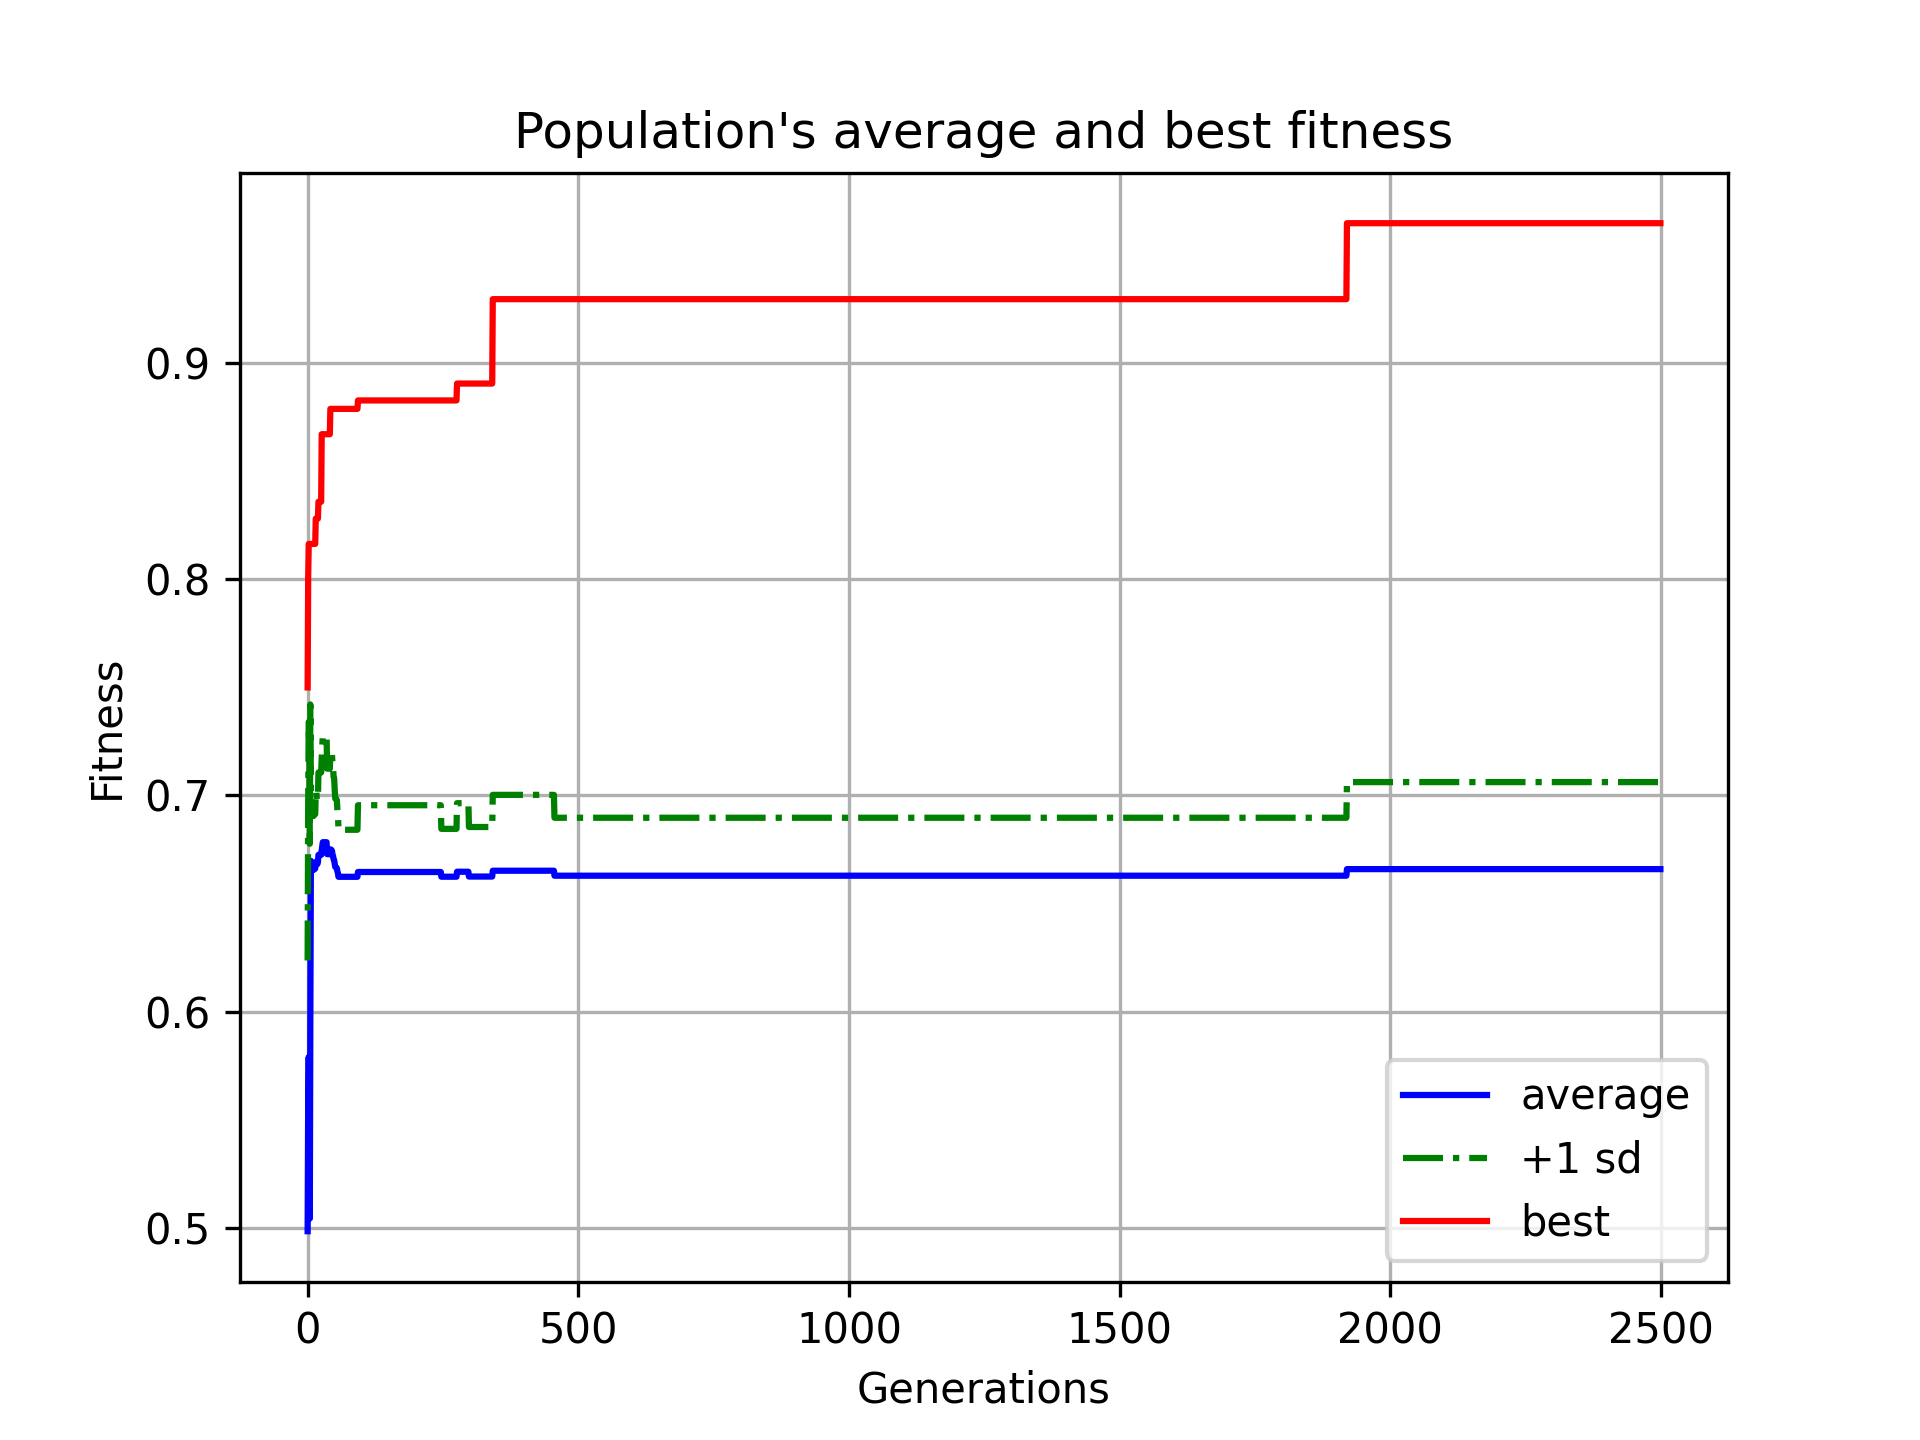 Population's average and best fitness
Fitness
0.9
0.8
0.7
0.6
0.5
0 500 1000 1500 2000 2500
Generations
average
+1 sd
best